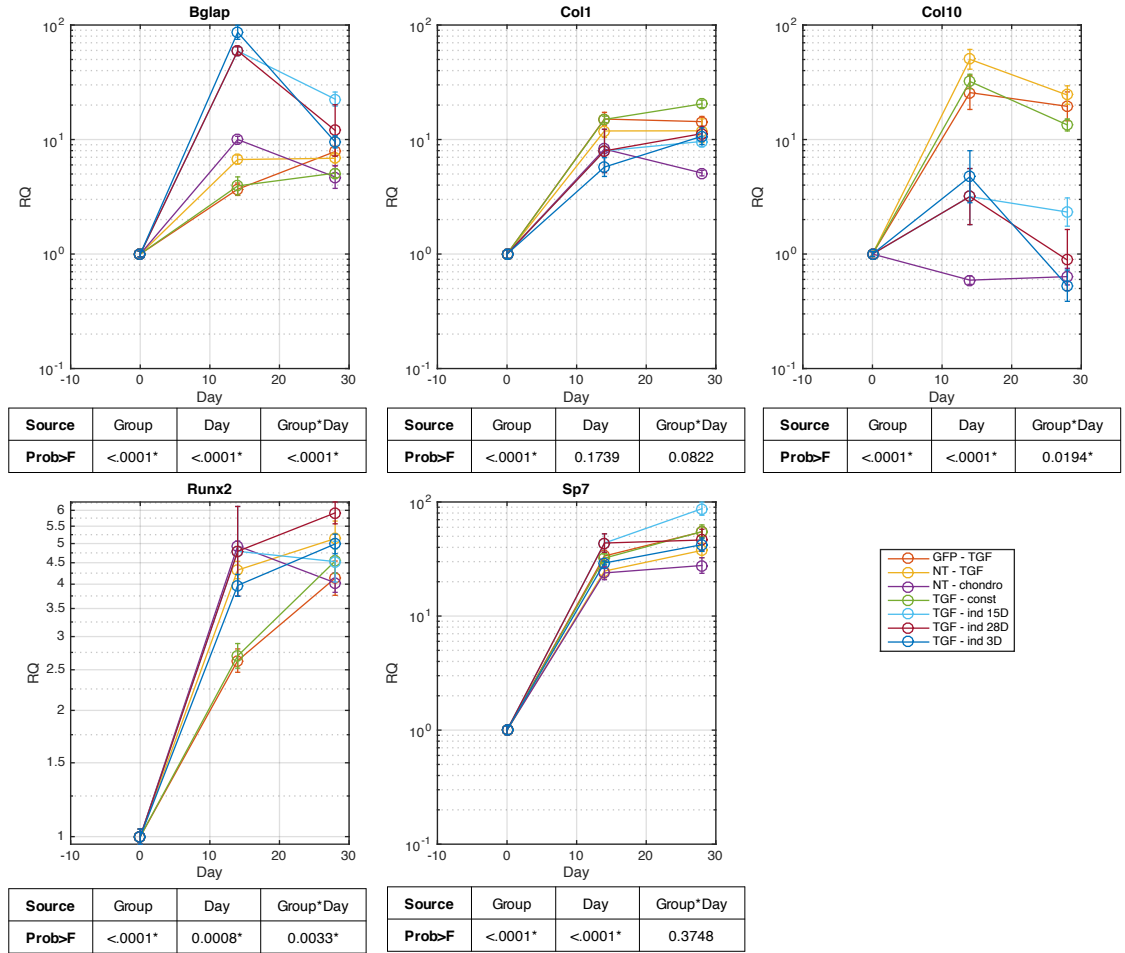 Bglap
Col1
Col10
10^2
10^1
10^0
10^-1
RQ
-10 0 10 20 30
Day
10^2
10^1
10^0
10^-1
RQ
-10 0 10 20 30
Day
10^2
10^1
10^0
10^-1
RQ
-10 0 10 20 30
Day
Source Group Day Group*Day
Prob>F <.0001* <.0001* <.0001*
Source Group Day Group*Day
Prob>F <.0001* 0.1739 0.0822
Source Group Day Group*Day
Prob>F <.0001* <.0001* 0.0194*
Runx2
Sp7
6
5.5
5
4.5
4
3.5
3
2.5
2
1.5
1
RQ
-10 0 10 20 30
Day
10^2
10^1
10^0
10^-1
RQ
-10 0 10 20 30
Day
GFP - TGF
NT - TGF
NT - chondro
TGF - const
TGF - ind 15D
TGF - ind 28D
TGF - ind 3D
Source Group Day Group*Day
Prob>F <.0001* 0.0008* 0.0033*
Source Group Day Group*Day
Prob>F <.0001* <.0001* 0.3748